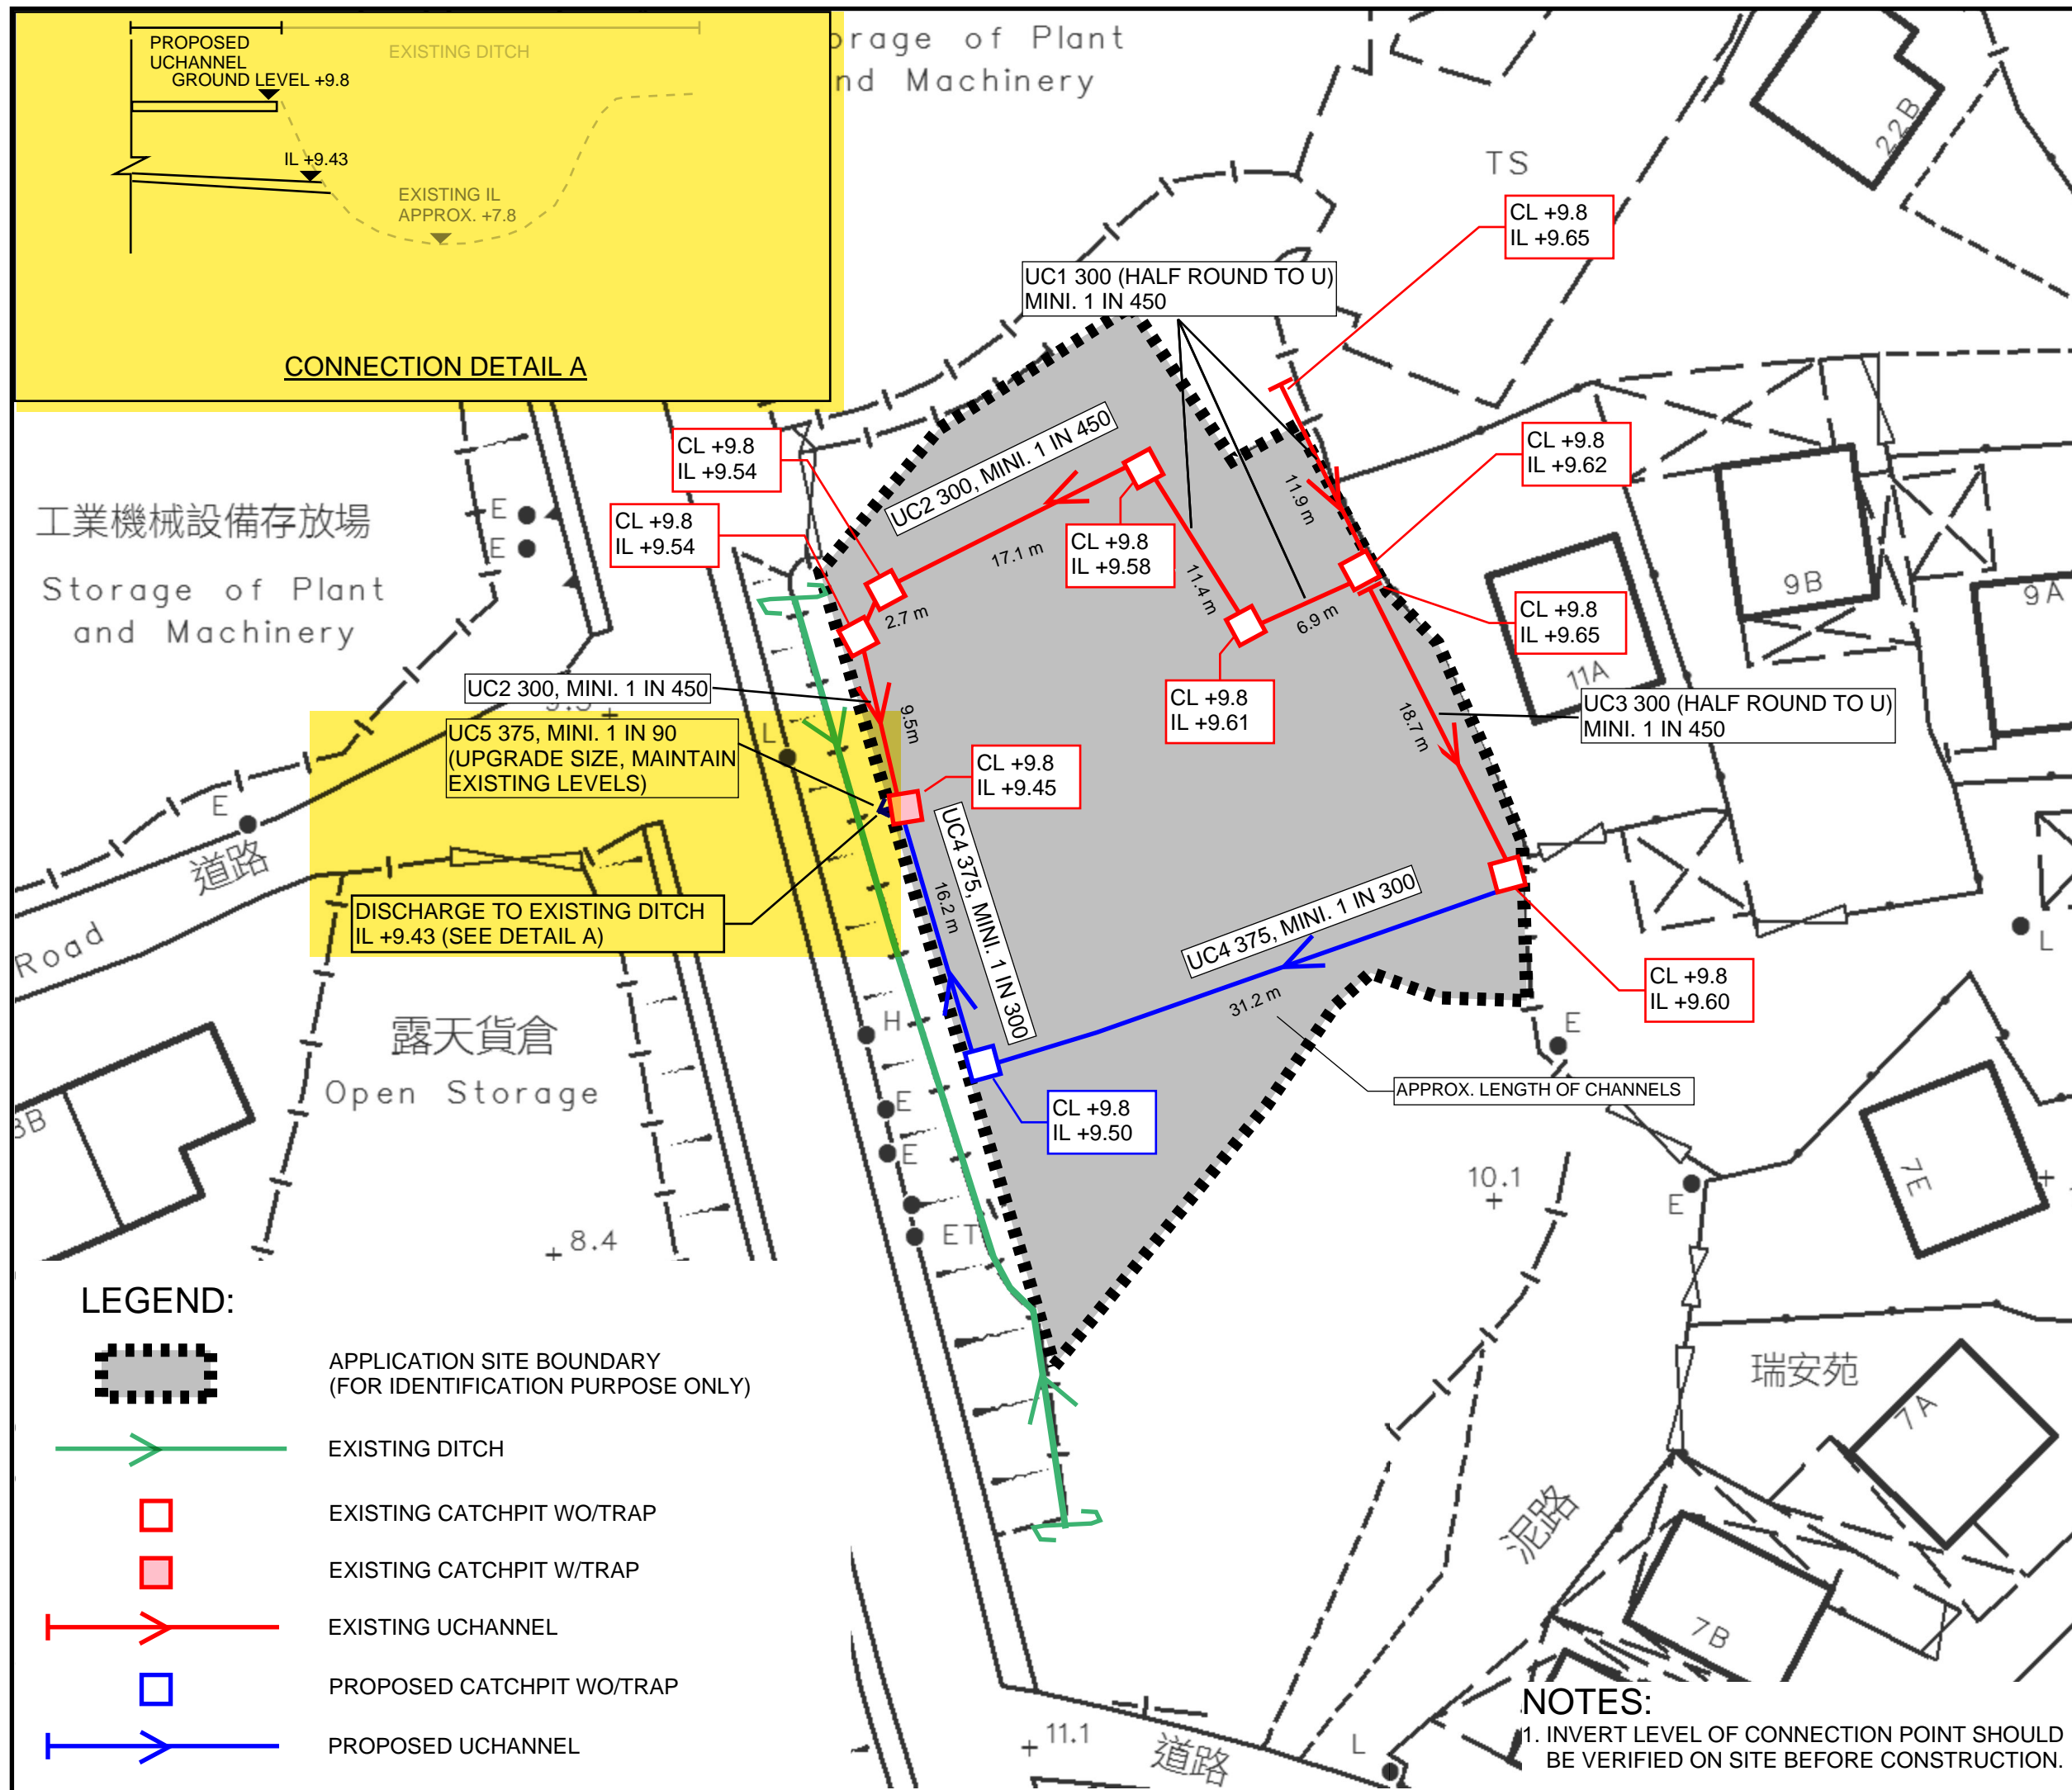 PROPOSED
UCHANNEL
EXISTING DITCH
GROUND LEVEL +9.8
IL +9.43
EXISTING IL
APPROX. +7.8
CONNECTION DETAIL A
orage of Plant
nd Machinery
TS
22B
CL +9.8
IL +9.65
UC1 300 (HALF ROUND TO U)
MINI. 1 IN 450
CL +9.8
IL +9.54
CL +9.8
IL +9.54
UC2 300, MINI. 1 IN 450
17.1 m
CL +9.8
IL +9.58
11.9 m
CL +9.8
IL +9.62
工業機械設備存放場
Storage of Plant
and Machinery
E
E
2.7 m
11.4 m
6.9 m
CL +9.8
IL +9.65
9B
9A
11A
UC2 300, MINI. 1 IN 450
9.5m
CL +9.8
IL +9.61
18.7 m
UC3 300 (HALF ROUND TO U)
MINI. 1 IN 450
UC5 375, MINI. 1 IN 90
(UPGRADE SIZE, MAINTAIN
EXISTING LEVELS)
L
CL +9.8
IL +9.45
E
道路
Road
DISCHARGE TO EXISTING DITCH
IL +9.43 (SEE DETAIL A)
16.2 m
UC4 375, MINI. 1 IN 300
UC4 375, MINI. 1 IN 300
31.2 m
L
CL +9.8
IL +9.60
露天貨倉
Open Storage
H
E
E
E
CL +9.8
IL +9.50
APPROX. LENGTH OF CHANNELS
3B
+ 8.4
ET
10.1
+
E
7E
瑞安苑
7A
泥路
7B
LEGEND:
APPLICATION SITE BOUNDARY
(FOR IDENTIFICATION PURPOSE ONLY)
EXISTING DITCH
EXISTING CATCHPIT WO/TRAP
EXISTING CATCHPIT W/TRAP
EXISTING UCHANNEL
PROPOSED CATCHPIT WO/TRAP
PROPOSED UCHANNEL
+ 11.1
道路
L
NOTES:
1. INVERT LEVEL OF CONNECTION POINT SHOULD
BE VERIFIED ON SITE BEFORE CONSTRUCTION.